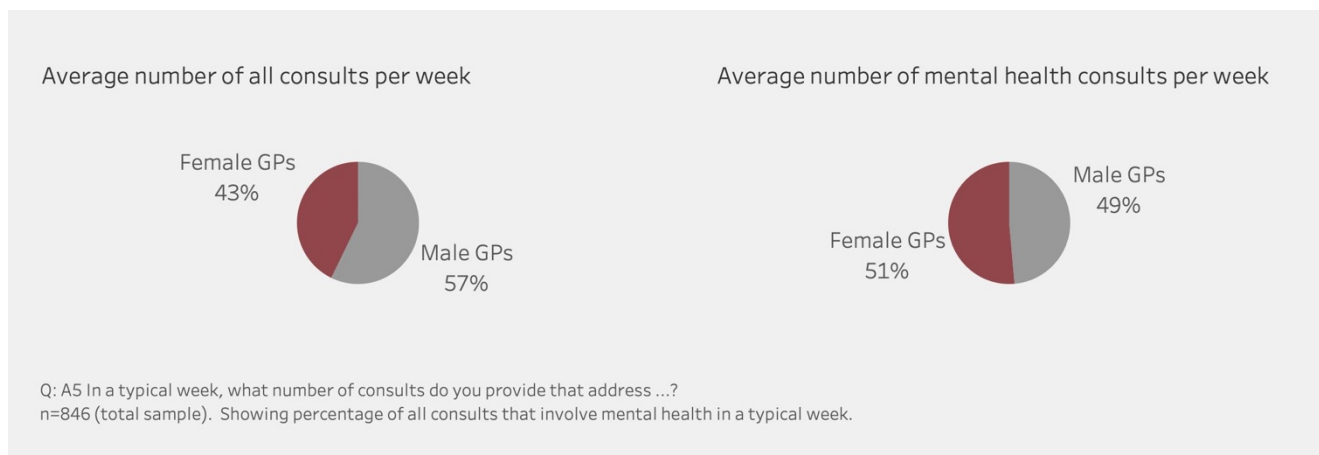 Average number of all consults per week
Female GPs
43%
Male GPs
57%
Average number of mental health consults per week
Male GPs
49%
Female GPs
51%
Q: A5 In a typical week, what number of consults do you provide that address ...?
n=846 (total sample).  Showing percentage of all consults that involve mental health in a typical week.